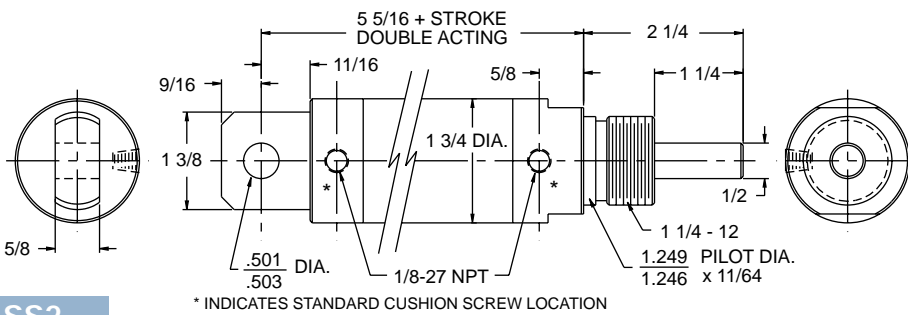 5 5/16 + STROKE
DOUBLE ACTING
2 1/4
9/16
11/16
5/8
1 1/4
1 3/8
1 3/4 DIA.
*
*
1/2
5/8
1 1/4 - 12
.501
.503
DIA.
1/8-27 NPT
1.249
1.246
PILOT DIA.
x 11/64
* INDICATES STANDARD CUSHION SCREW LOCATION
SS2